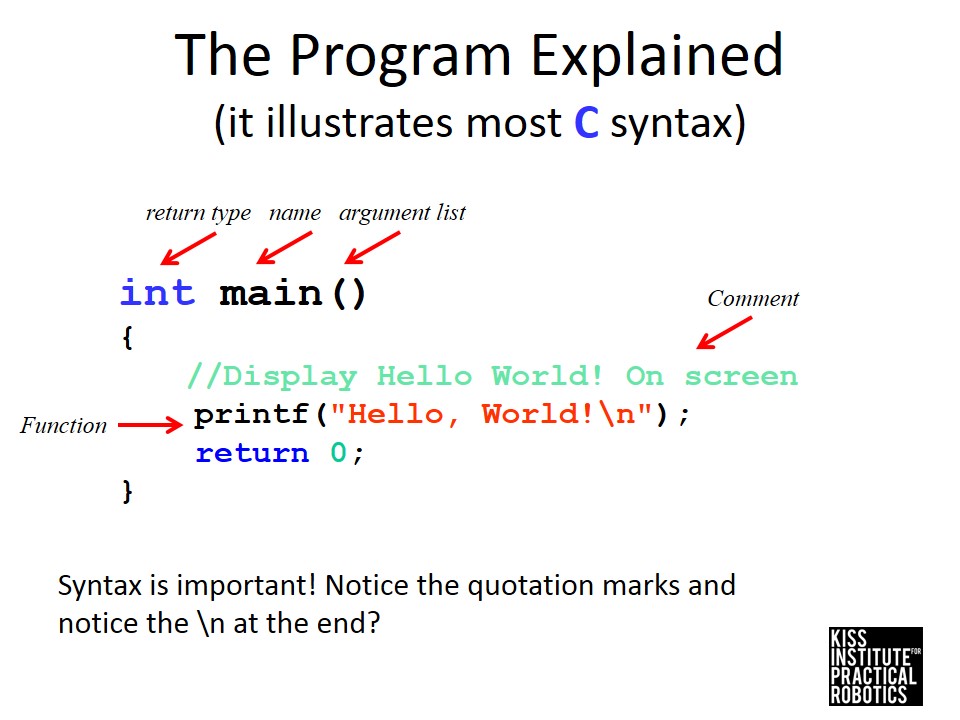 The Program Explained
(it illustrates most C syntax)
return type name argument list
int main()
Comment
{
//Display Hello World! On screen
printf("Hello, World!\n");
Function
return 0;
}
Syntax is important! Notice the quotation marks and
notice the \n at the end?
KISS
INSTITUTE FOR
PRACTICAL
ROBOTICS